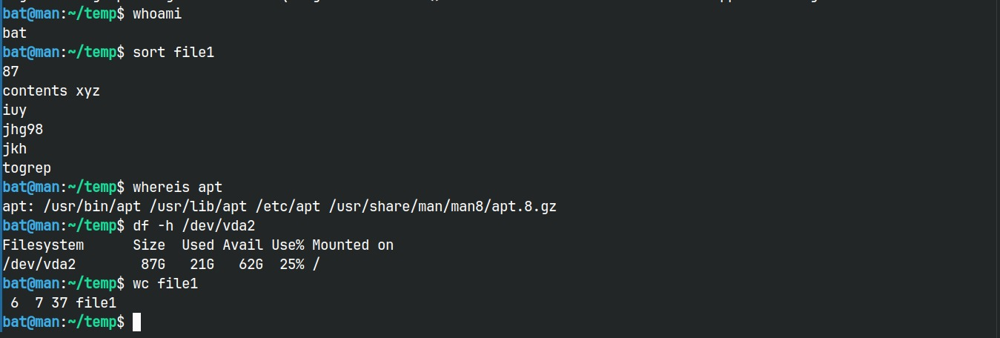 bat@man:~/temp$ whoami
bat
bat@man:~/temp$ sort file1
87
contents xyz
iuy
jhg98
jkh
togrep
bat@man:~/temp$ whereis apt
apt: /usr/bin/apt /usr/lib/apt /etc/apt /usr/share/man/man8/apt.8.gz
bat@man:~/temp$ df -h /dev/vda2
Filesystem      Size  Used Avail Use% Mounted on
/dev/vda2        87G   21G   62G  25% /
bat@man:~/temp$ wc file1
 6  7 37 file1
bat@man:~/temp$